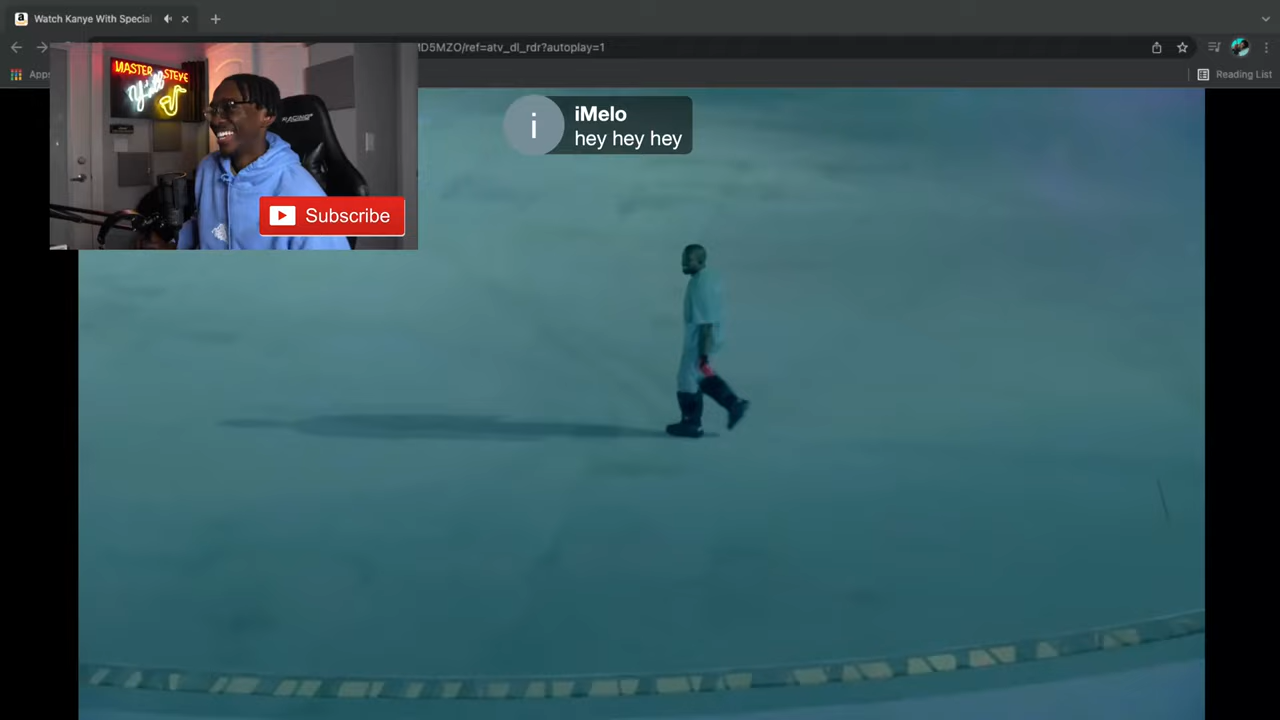 Watch Kanye With Special
MD5MZO/ref=atv_dl_rdr?autoplay=1
Apps
Reading List
MASTER STEVE
Y'all
iMelo
i
hey hey hey
Subscribe